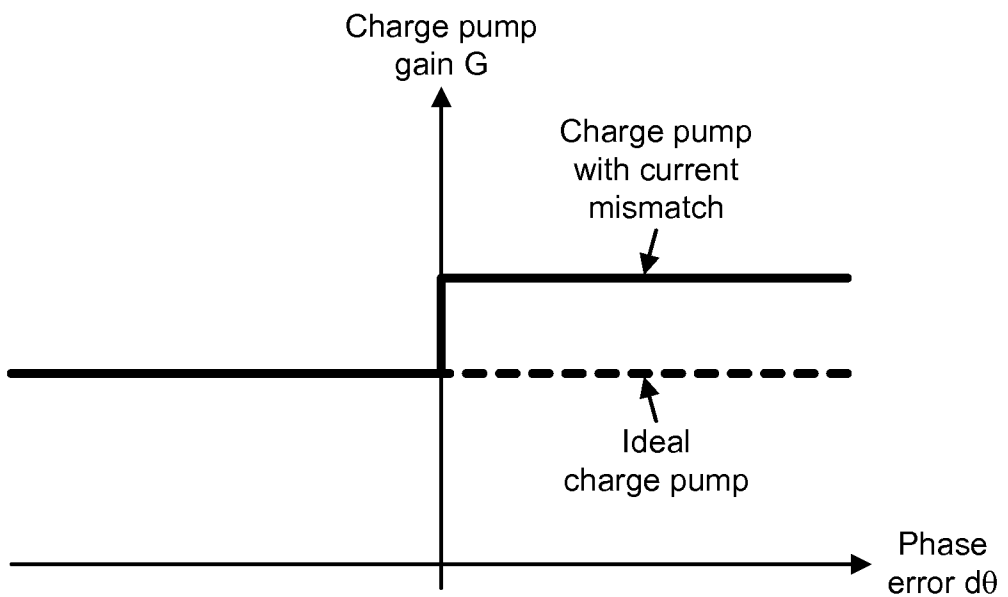 Charge pump
gain G
Charge pump
with current
mismatch
Ideal
charge pump
Phase
error dθ